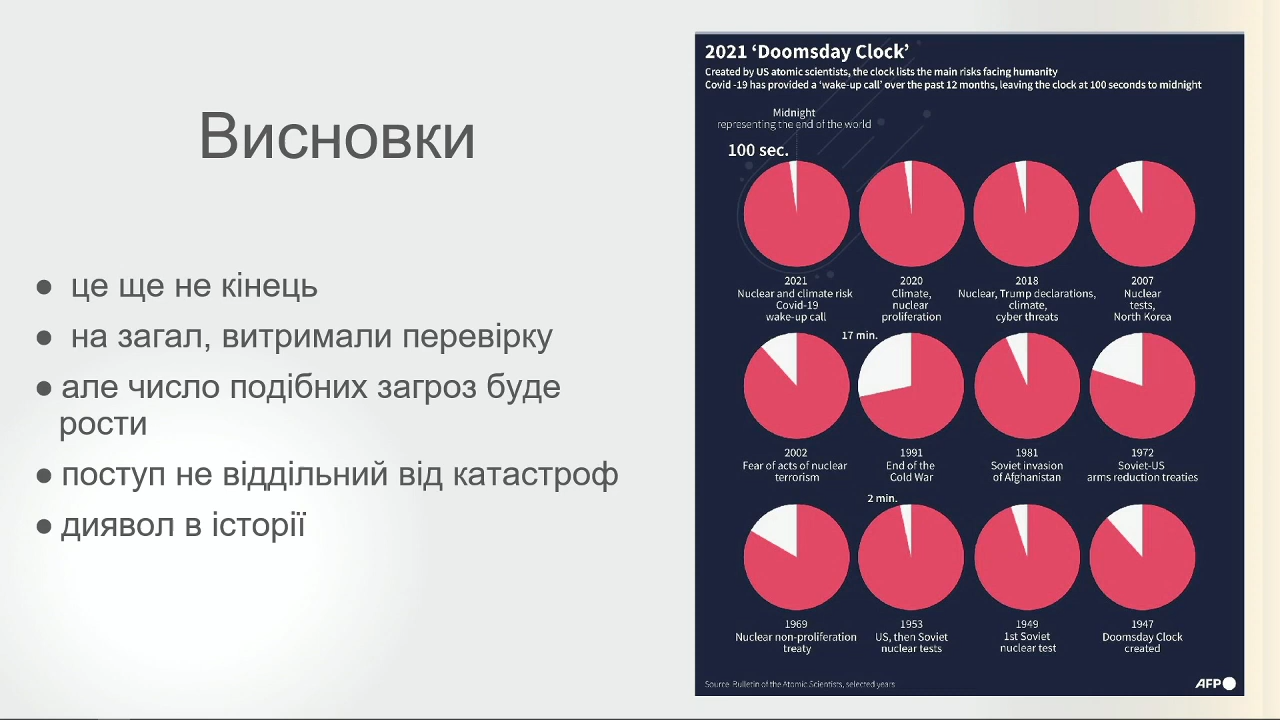 Висновки
● це ще не кінець
● на загал, витримали перевірку
● але число подібних загроз буде
рости
● поступ не віддільний від катастроф
● диявол в історії
2021 ‘Doomsday Clock’
Created by US atomic scientists, the clock lists the main risks facing humanity
Covid -19 has provided a ‘wake-up call’ over the past 12 months, leaving the clock at 100 seconds to midnight
Midnight
representing the end of the world
100 sec.
2021
Nuclear and climate risk
Covid-19
wake-up call
2020
Climate,
nuclear
proliferation
2018
Nuclear, Trump declarations,
climate,
cyber threats
2007
Nuclear
tests,
North Korea
17 min.
2002
Fear of acts of nuclear
terrorism
1991
End of the
Cold War
1981
Soviet invasion
of Afghanistan
1972
Soviet-US
arms reduction treaties
2 min.
1969
Nuclear non-proliferation
treaty
1953
US, then Soviet
nuclear tests
1949
1st Soviet
nuclear test
1947
Doomsday Clock
created
Source: Bulletin of the Atomic Scientists, selected years
AFP